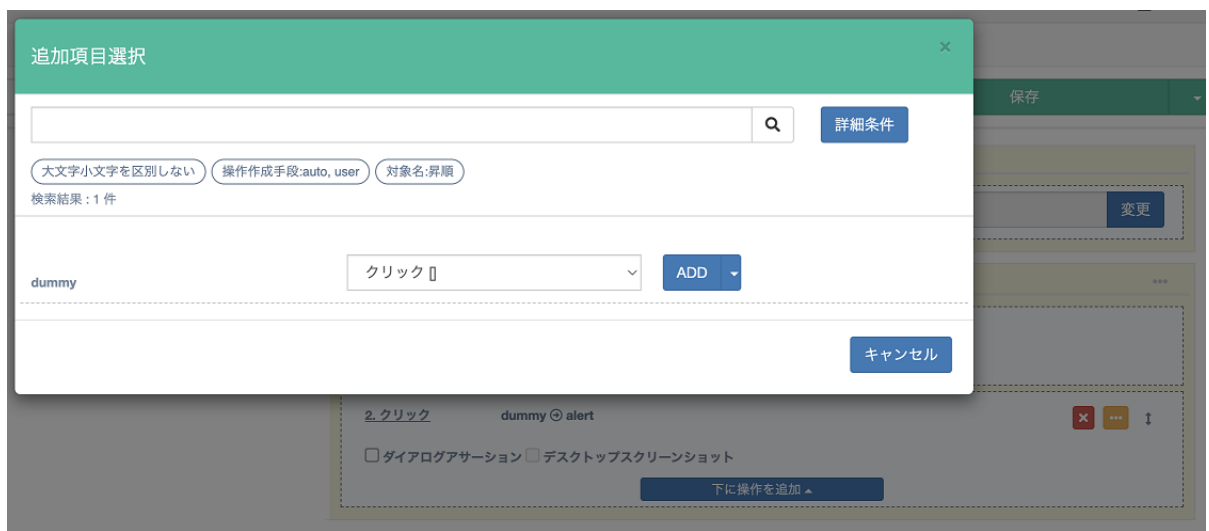 追加項目選択
×
保存
詳細条件
大文字小文字を区別しない 操作作成手段:auto, user 対象名:昇順
検索結果 : 1 件
変更
dummy
クリック []
ADD
キャンセル
2. クリック dummy alert
ダイアログアサーション デスクトップスクリーンショット
下に操作を追加